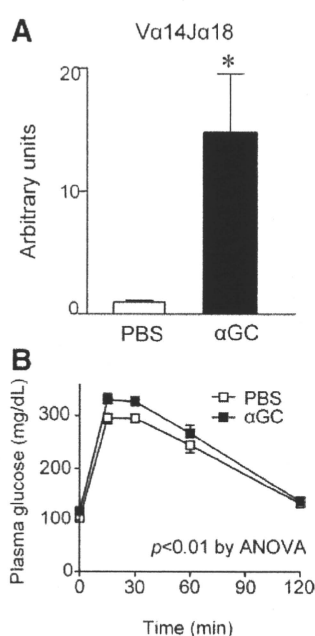 A
Vα14Jα18
*
20
10
0
Arbitrary units
PBS
αGC
B
PBS
αGC
300
200
100
0
Plasma glucose (mg/dL)
p<0.01 by ANOVA
0
30
60
90
120
Time (min)